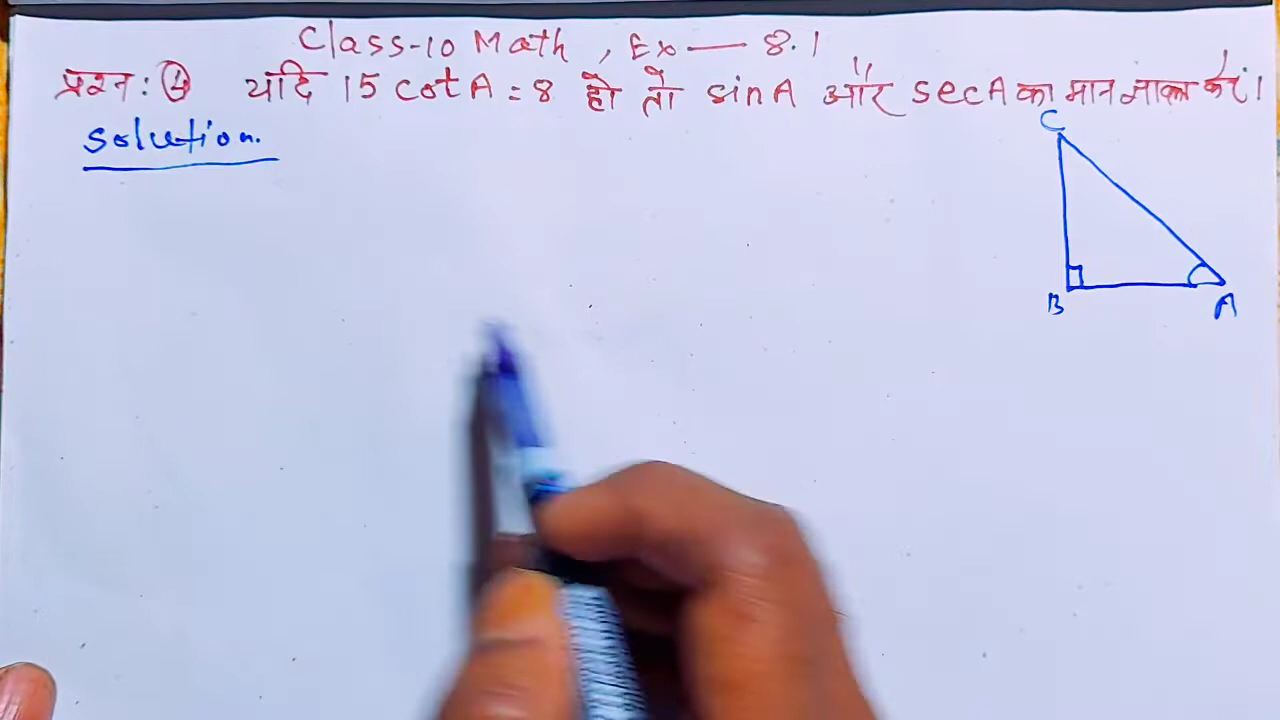 Class-10 Math , Ex — 8.1
प्रश्न: ④ यदि 15 cot A = 8 हो तो sin A और sec A का मान करें।
Solution.
C
B A